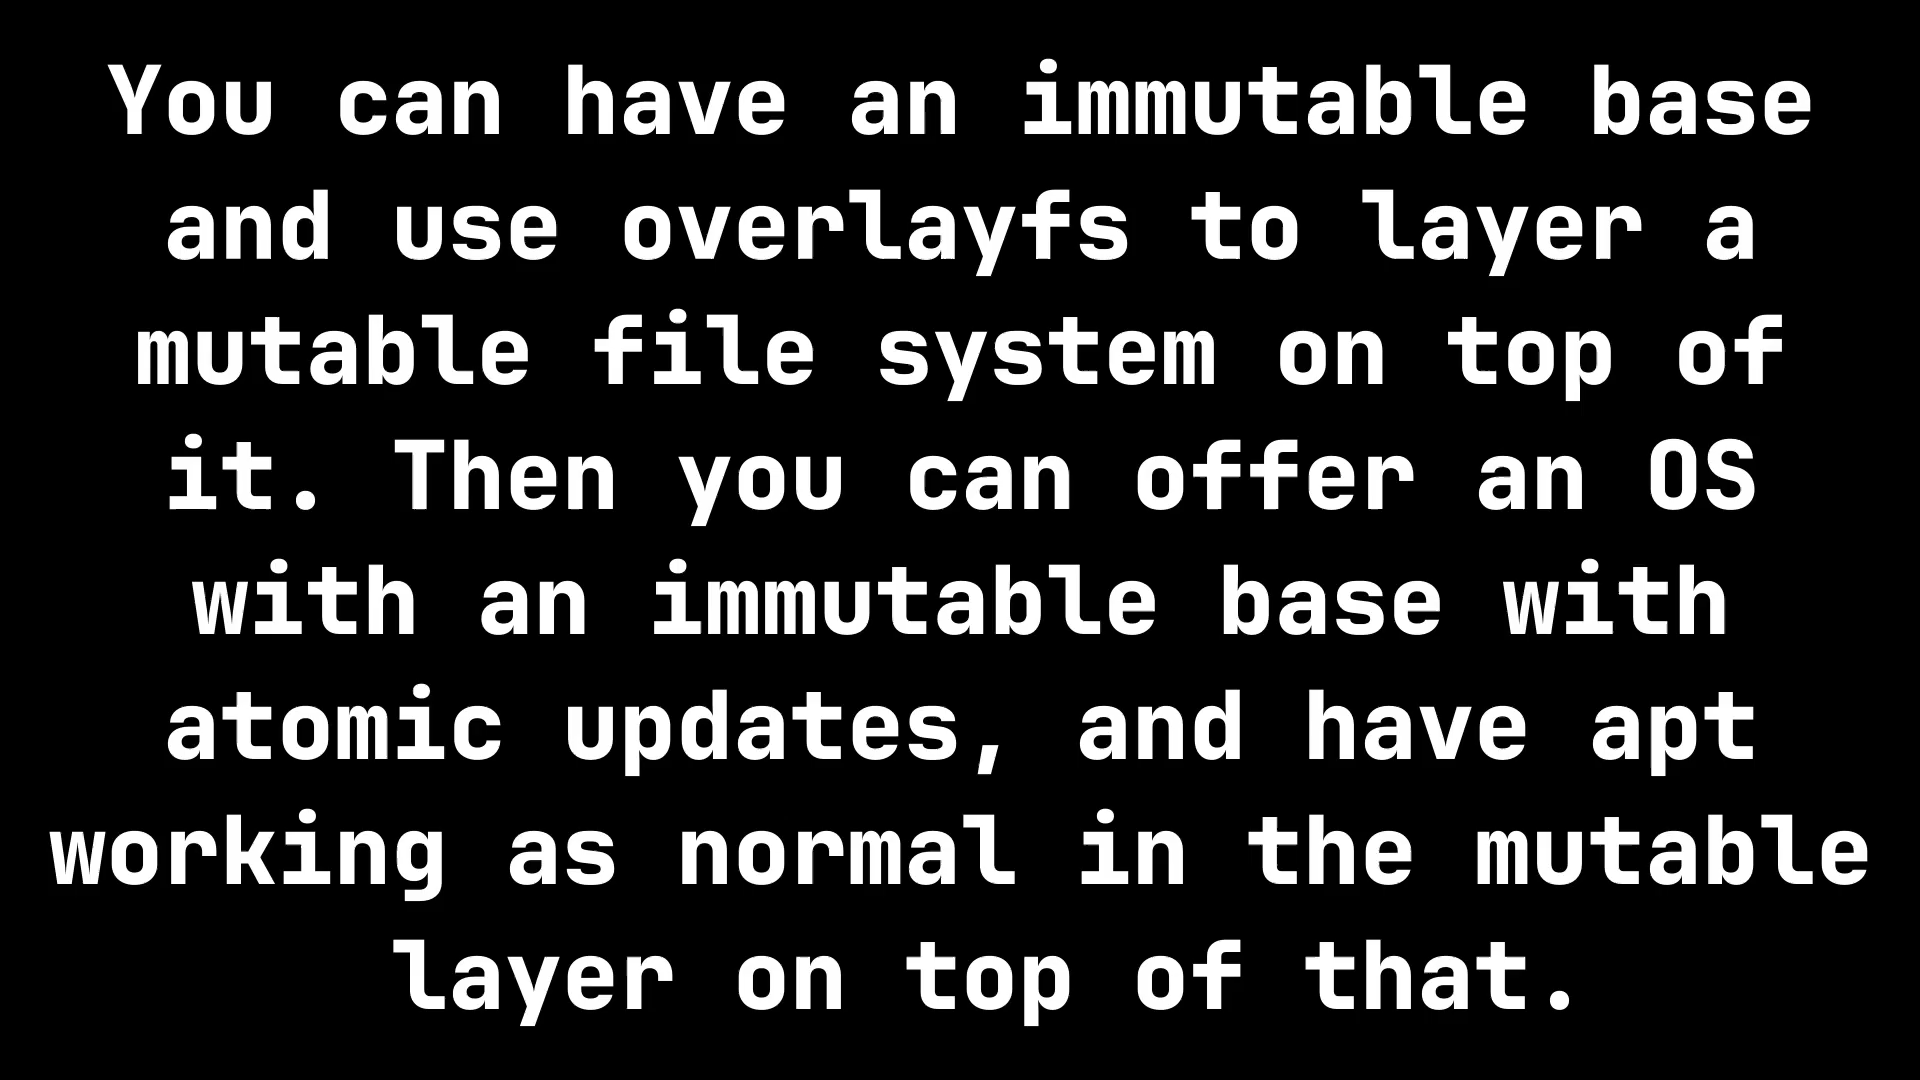 You can have an immutable base
and use overlayfs to layer a
mutable file system on top of
it. Then you can offer an OS
with an immutable base with
atomic updates, and have apt
working as normal in the mutable
layer on top of that.